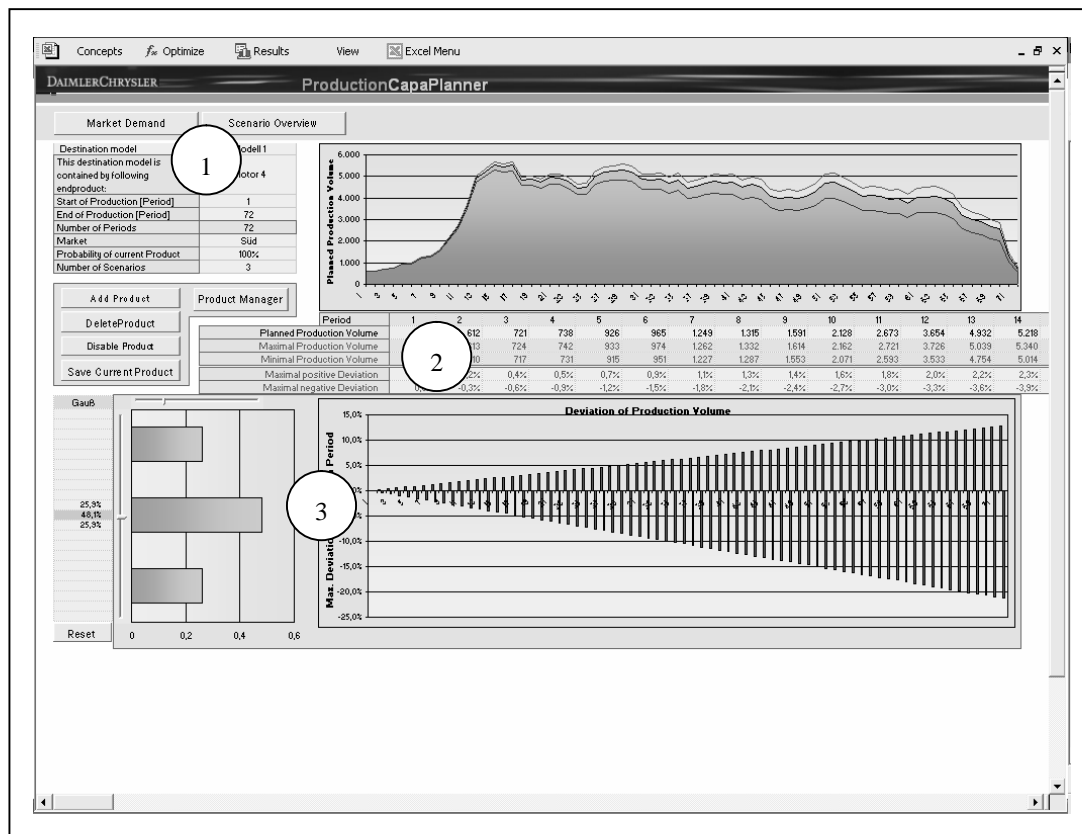 Concepts fx Optimize Results View Excel Menu
DAIMLERCHRYSLER ProductionCapaPlanner
Market Demand Scenario Overview
Destination model odell 1
This destination model is
contained by following
endproduct: otor 4
Start of Production [Period] 1
End of Production [Period] 72
Number of Periods 72
Market Süd
Probability of current Product 100%
Number of Scenarios 3
1
Add Product Product Manager
DeleteProduct
Disable Product
Save Current Product
Planned Production Volume
6.000
5.000
4.000
3.000
2.000
1.000
0
Period 1 2 3 4 5 6 7 8 9 10 11 12 13 14
Planned Production Volume 612 721 738 926 965 1.249 1.315 1.591 2.128 2.673 3.654 4.932 5.218
Maximal Production Volume 13 724 742 933 974 1.262 1.332 1.614 2.162 2.721 3.726 5.039 5.340
Minimal Production Volume 10 717 731 915 951 1.227 1.287 1.553 2.071 2.593 3.533 4.754 5.014
Maximal positive Deviation 2% 0,4% 0,5% 0,7% 0,9% 1,1% 1,3% 1,4% 1,6% 1,8% 2,0% 2,2% 2,3%
Maximal negative Deviation -0,3% -0,6% -0,9% -1,2% -1,5% -1,8% -2,1% -2,4% -2,7% -3,0% -3,3% -3,6% -3,9%
2
Gauß
25,9%
48,1%
25,9%
Reset
0 0,2 0,4 0,6
3
Deviation of Production Volume
Max. Deviation Period
15,0%
10,0%
5,0%
0,0%
-5,0%
-10,0%
-15,0%
-20,0%
-25,0%